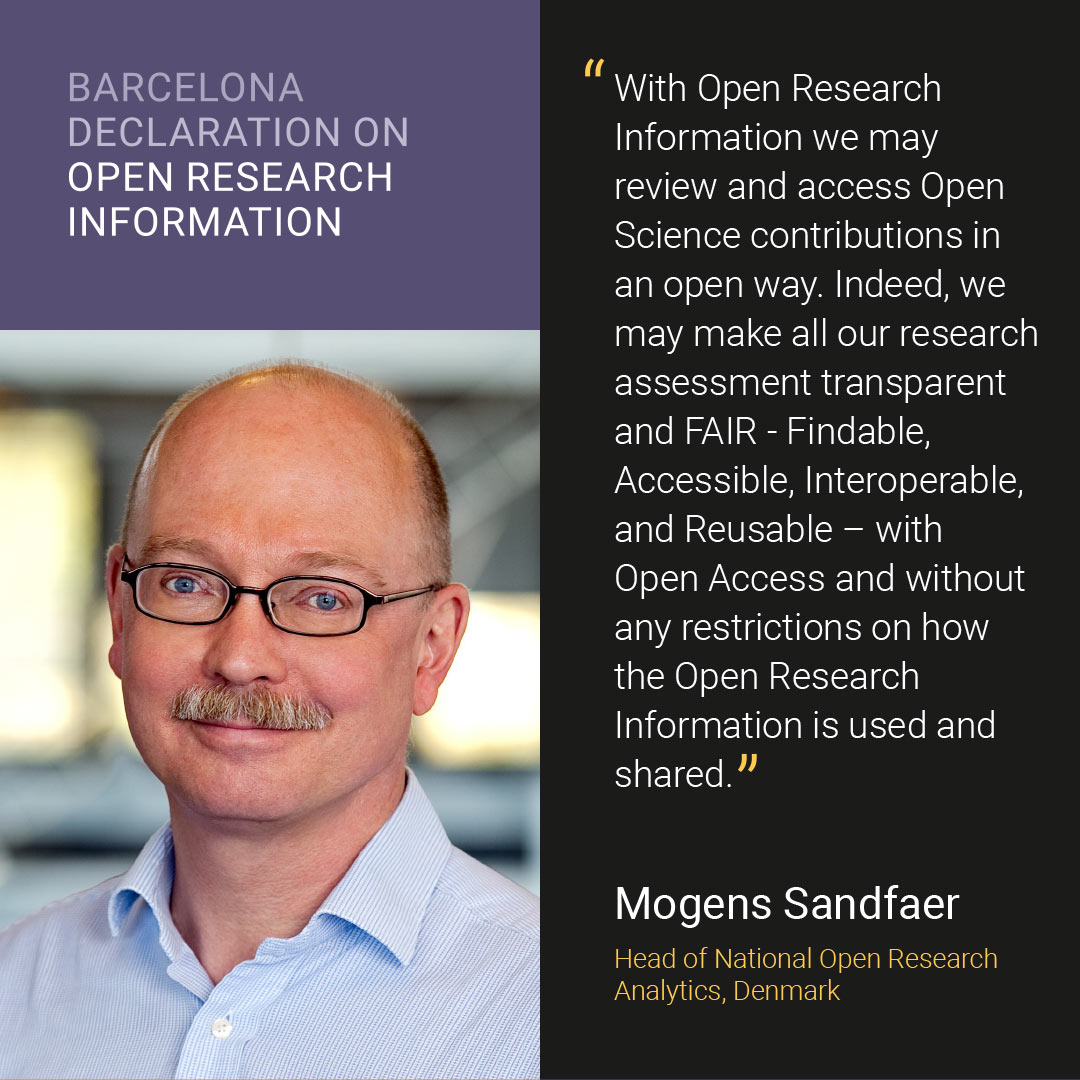 BARCELONA
DECLARATION ON
OPEN RESEARCH
INFORMATION
“ With Open Research
Information we may
review and access Open
Science contributions in
an open way. Indeed, we
may make all our research
assessment transparent
and FAIR - Findable,
Accessible, Interoperable,
and Reusable – with
Open Access and without
any restrictions on how
the Open Research
Information is used and
shared.”
Mogens Sandfaer
Head of National Open Research
Analytics, Denmark